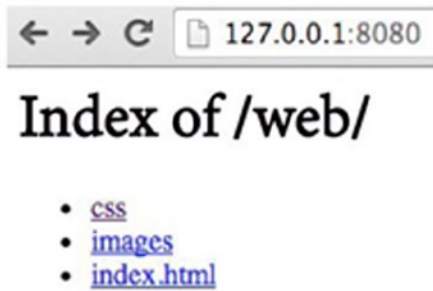 127.0.0.1:8080
Index of /web/
css
images
index.html